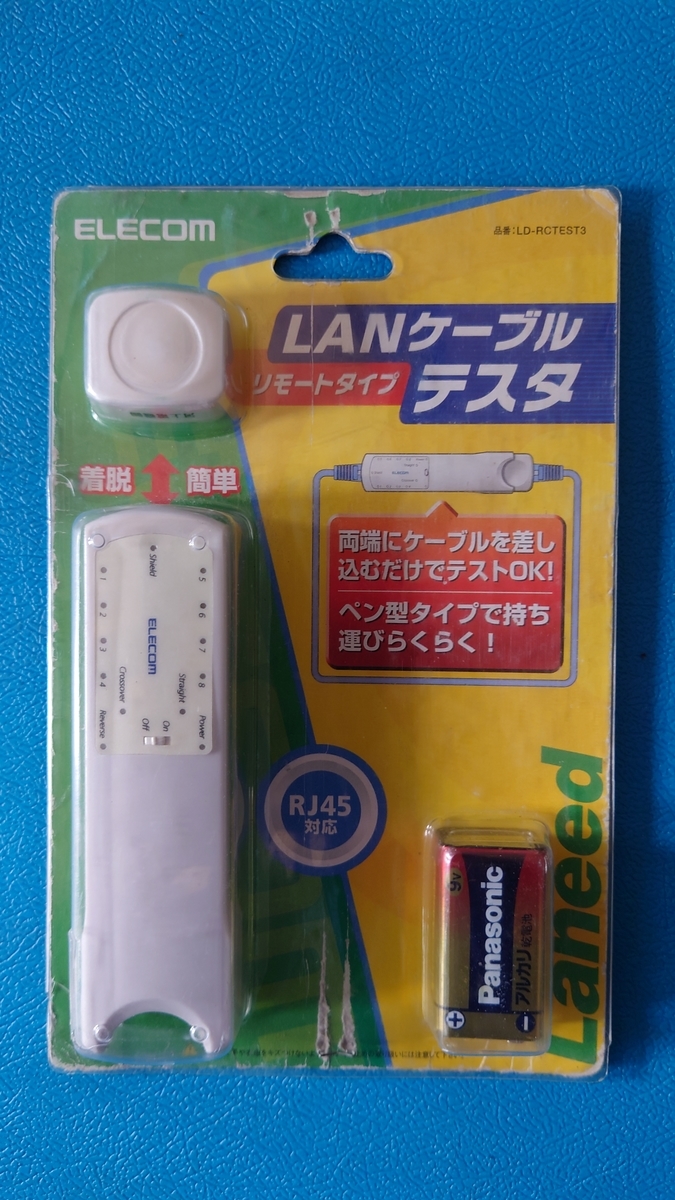 ELECOM
品番:LD-RCTEST3
LANケーブル
リモートタイプ
テスタ
着脱
簡単
両端にケーブルを差し
込むだけでテストOK!
ペン型タイプで持ち
運びらくらく!
Shield
1
2
3
4
5
6
7
8
ELECOM
Crossover
Straight
Reverse
Off
On
Power
RJ45
対応
Laneed
9V
Panasonic
アルカリ乾電池
+
−